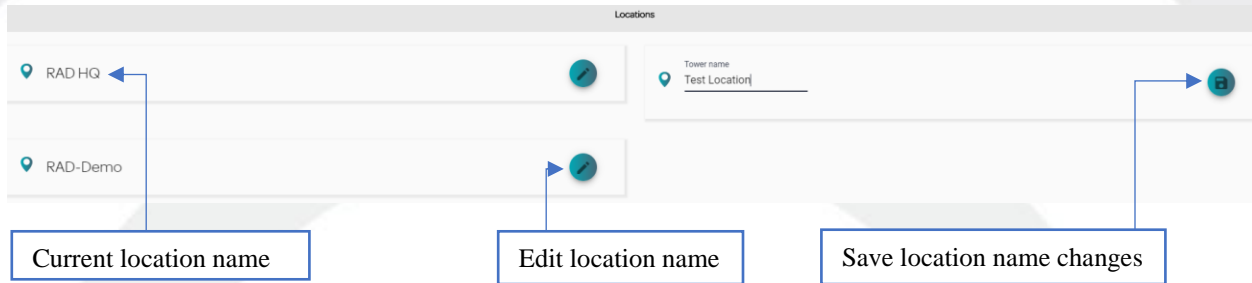 Locations
RAD HQ
Tower name
Test Location
RAD-Demo
Current location name
Edit location name
Save location name changes